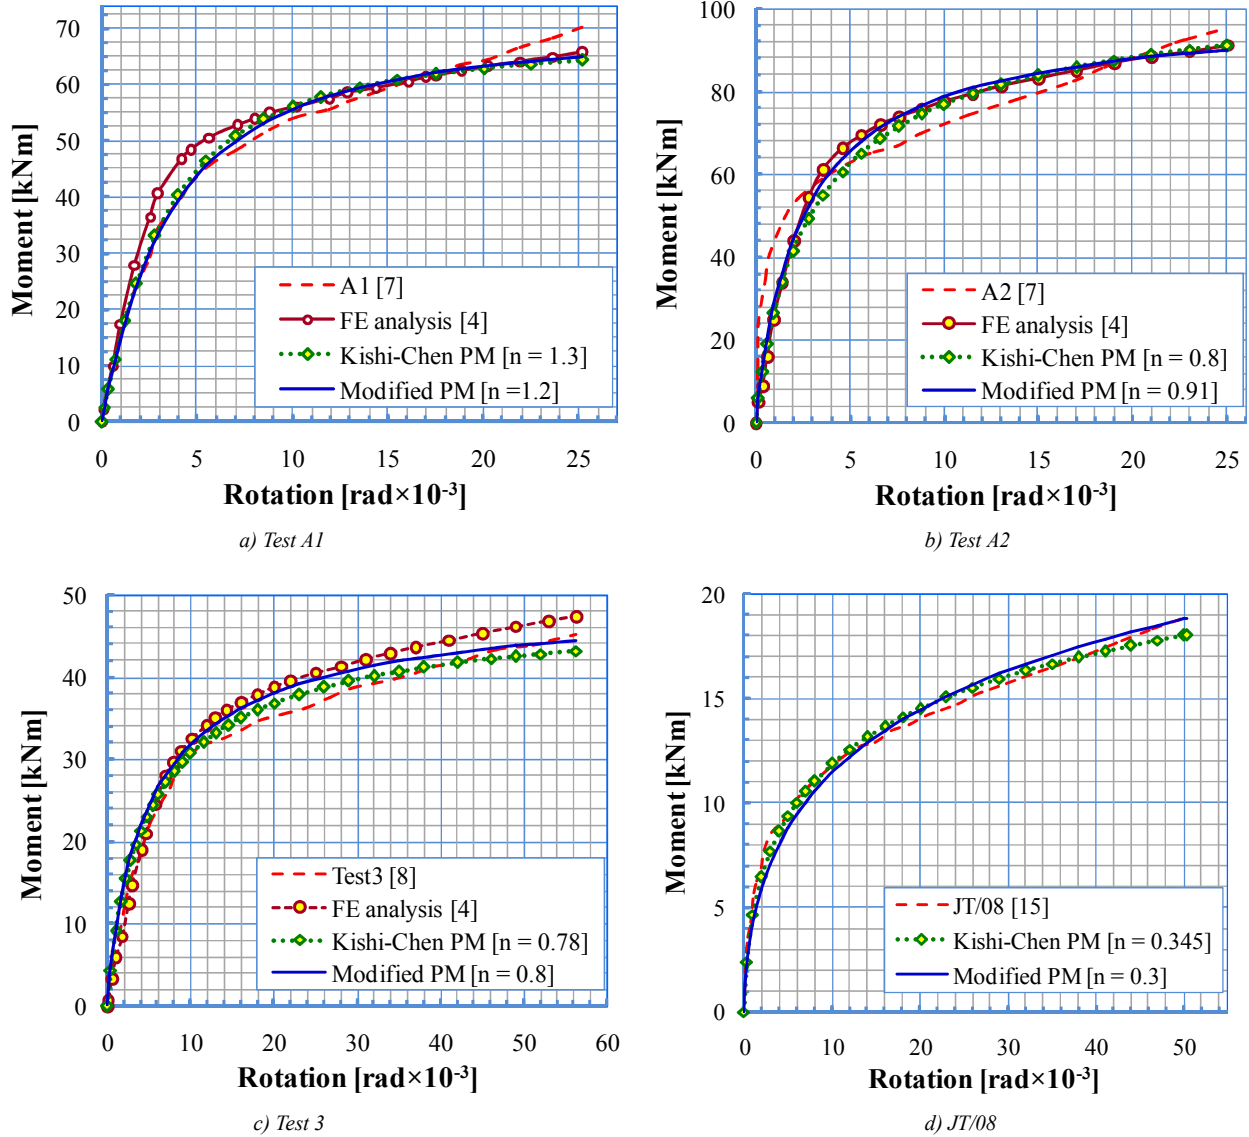 70
60
50
40
30
20
10
0
Moment [kNm]
A1 [7]
FE analysis [4]
Kishi-Chen PM [n = 1.3]
Modified PM [n =1.2]
0 5 10 15 20 25
Rotation [rad×10-3]
a) Test A1
100
80
60
40
20
0
Moment [kNm]
A2 [7]
FE analysis [4]
Kishi-Chen PM [n = 0.8]
Modified PM [n = 0.91]
0 5 10 15 20 25
Rotation [rad×10-3]
b) Test A2
50
40
30
20
10
0
Moment [kNm]
Test3 [8]
FE analysis [4]
Kishi-Chen PM [n = 0.78]
Modified PM [n = 0.8]
0 10 20 30 40 50 60
Rotation [rad×10-3]
c) Test 3
20
15
10
5
0
Moment [kNm]
JT/08 [15]
Kishi-Chen PM [n = 0.345]
Modified PM [n = 0.3]
0 10 20 30 40 50
Rotation [rad×10-3]
d) JT/08